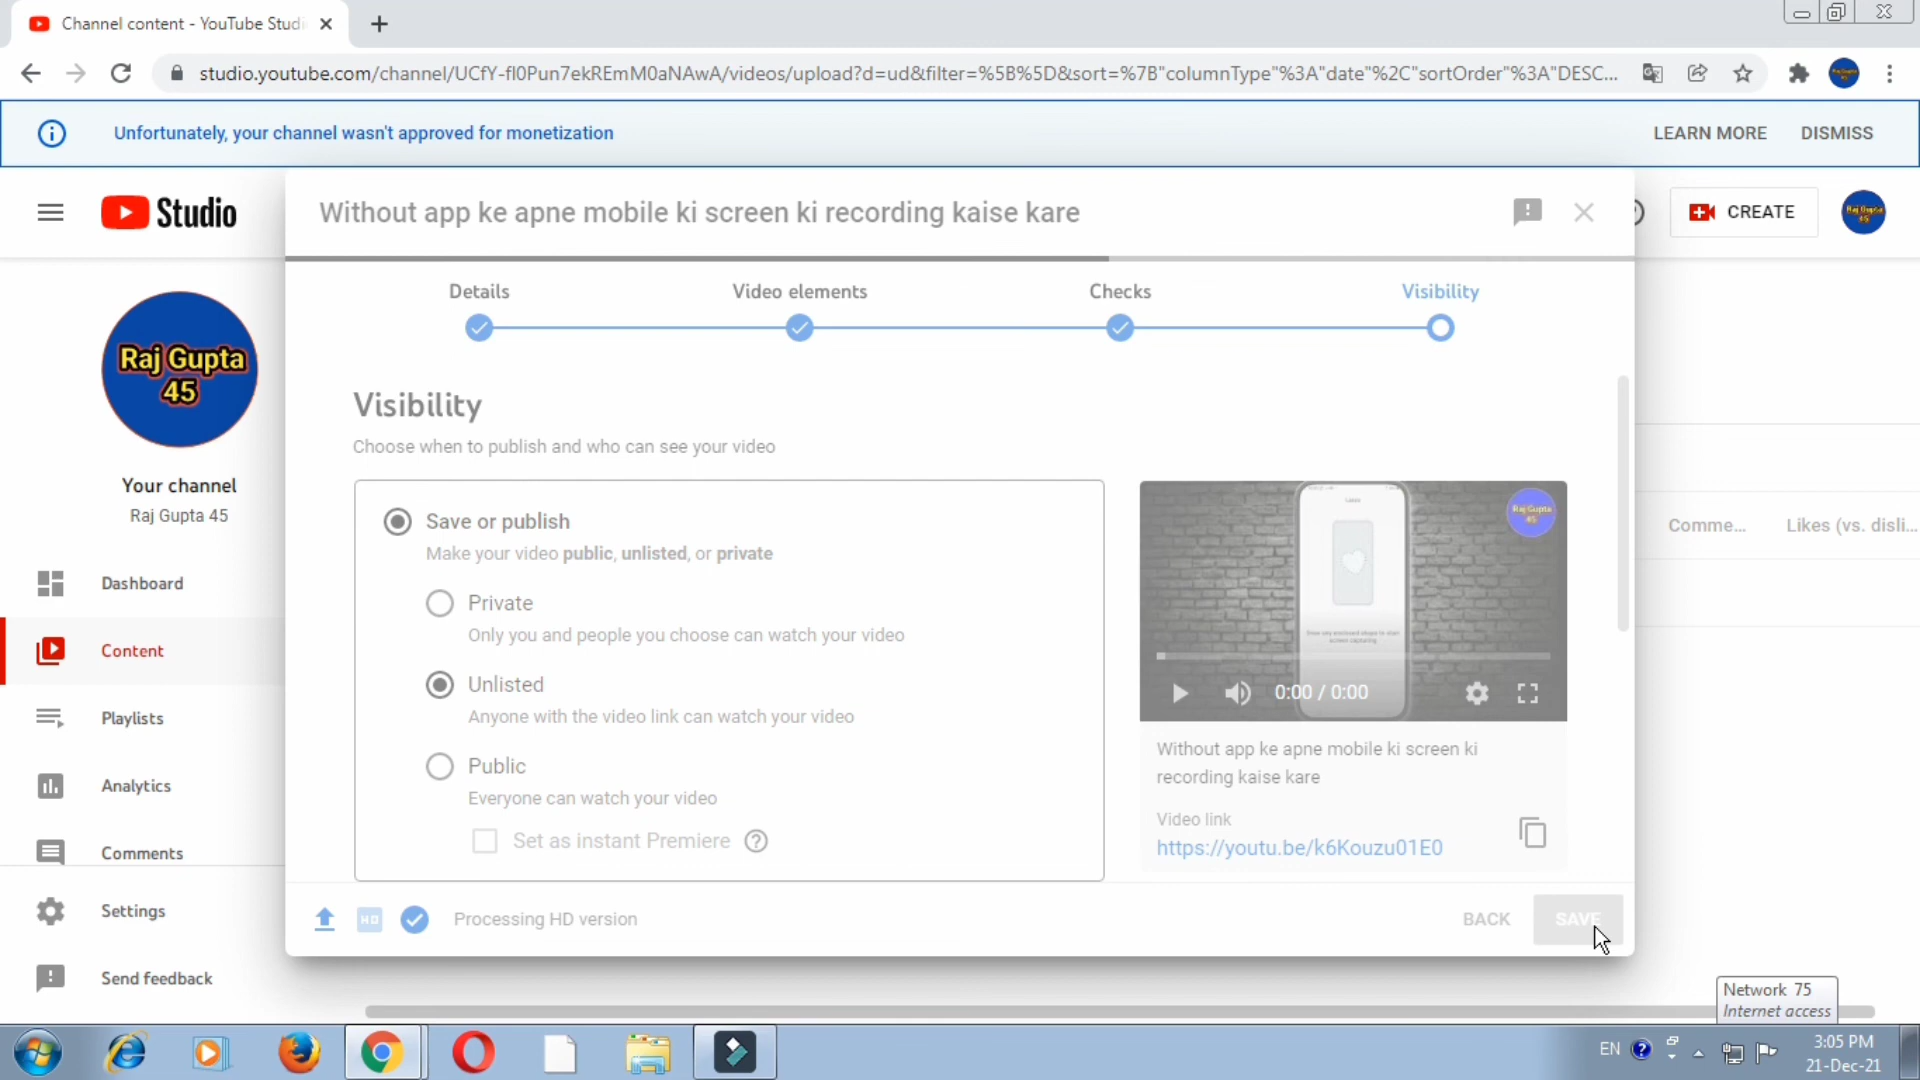 Channel content - YouTube Studi
studio.youtube.com/channel/UCfY-fI0Pun7ekREmM0aNAwA/videos/upload?d=ud&filter=%5B%5D&sort=%7B"columnType"%3A"date"%2C"sortOrder"%3A"DESC...
Unfortunately, your channel wasn't approved for monetization
LEARN MORE
DISMISS
Studio
Without app ke apne mobile ki screen ki recording kaise kare
CREATE
Details
Video elements
Checks
Visibility
Raj Gupta
45
Your channel
Raj Gupta 45
Dashboard
Content
Playlists
Analytics
Comments
Settings
Send feedback
Visibility
Choose when to publish and who can see your video
Save or publish
Make your video public, unlisted, or private
Private
Only you and people you choose can watch your video
Unlisted
Anyone with the video link can watch your video
Public
Everyone can watch your video
Set as instant Premiere
Raj Gupta
45
0:00 / 0:00
Without app ke apne mobile ki screen ki
recording kaise kare
Video link
https://youtu.be/k6Kouzu01E0
Comme...
Likes (vs. disli...
HD
Processing HD version
BACK
SAVE
Network 75
Internet access
EN
3:05 PM
21-Dec-21